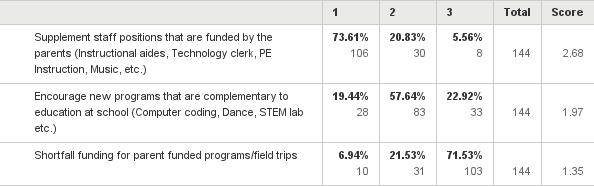 1 2 3 Total Score
Supplement staff positions that are funded by the 73.61% 20.83% 5.56%
parents (Instructional aides, Technology clerk, PE 106 30 8 144 2.68
Instruction, Music, etc.)
Encourage new programs that are complementary to 19.44% 57.64% 22.92%
education at school (Computer coding, Dance, STEM lab 28 83 33 144 1.97
etc.)
Shortfall funding for parent funded programs/field trips 6.94% 21.53% 71.53%
10 31 103 144 1.35